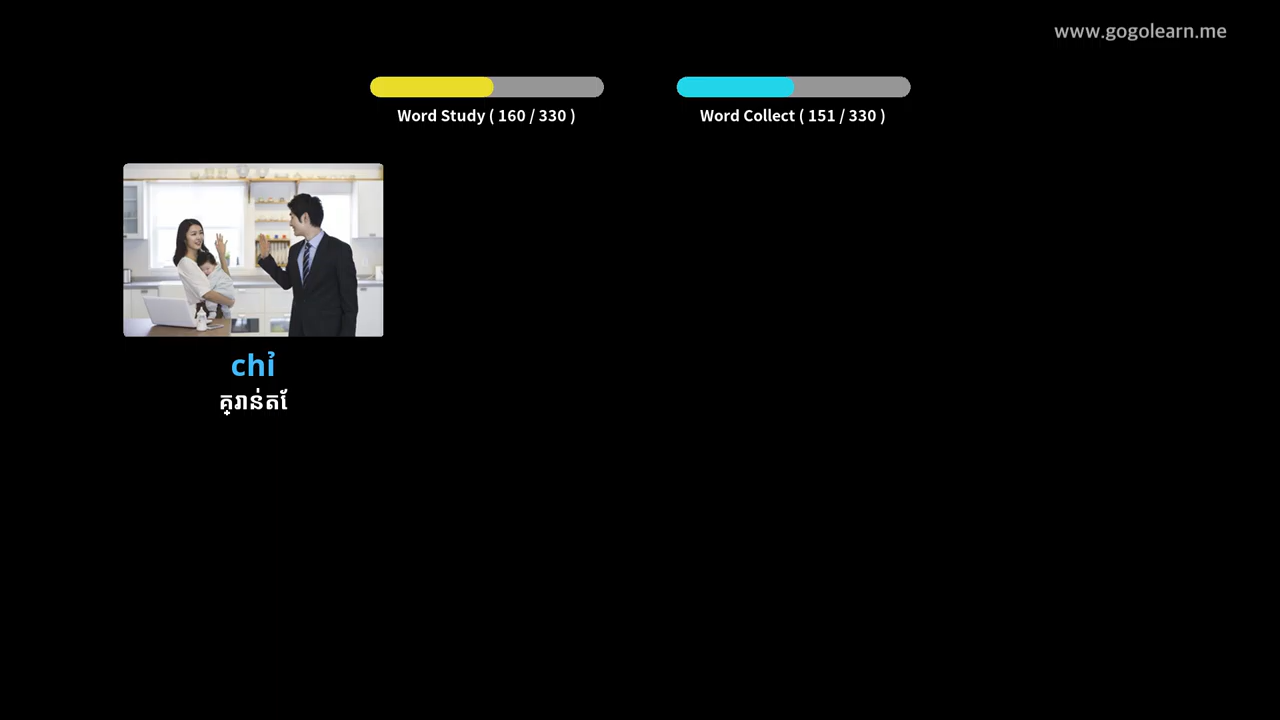 www.gogolearn.me
Word Study ( 160 / 330 )
Word Collect ( 151 / 330 )
chỉ
គ្រាន់តែ